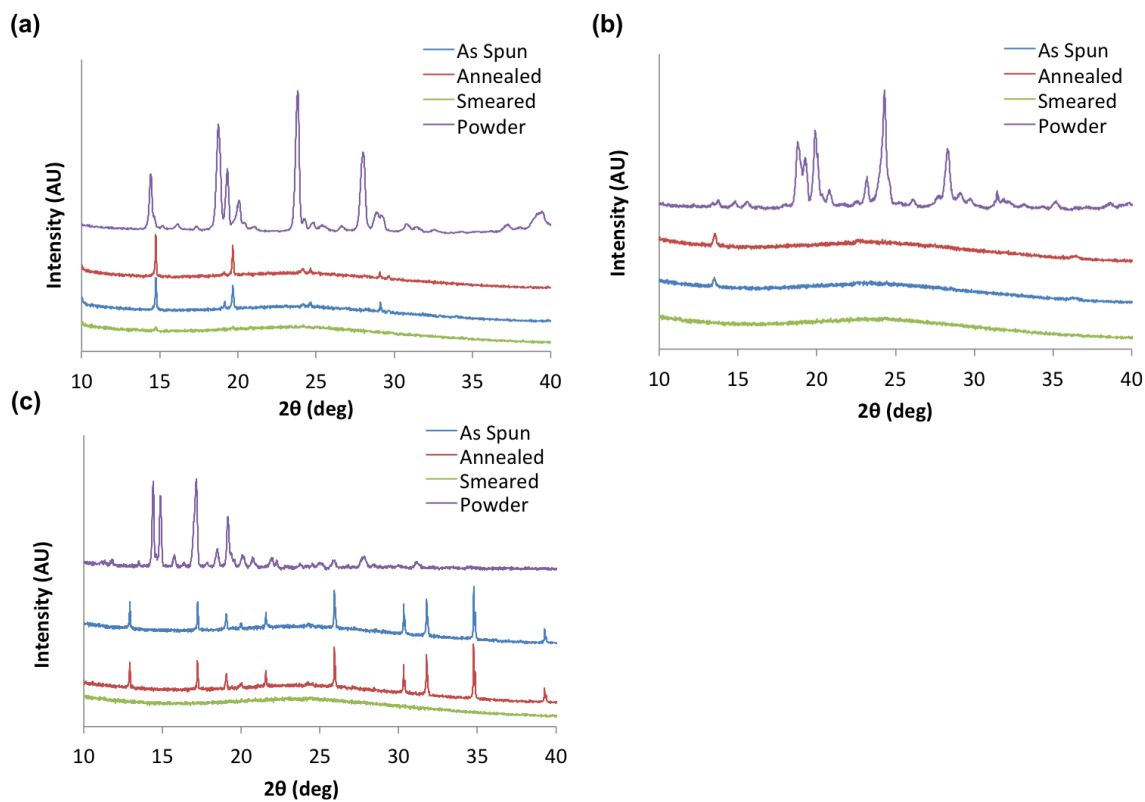 (a)
As Spun
Annealed
Smeared
Powder
Intensity (AU)
10 15 20 25 30 35 40
2θ (deg)
(b)
As Spun
Annealed
Smeared
Powder
Intensity (AU)
10 15 20 25 30 35 40
2θ (deg)
(c)
As Spun
Annealed
Smeared
Powder
Intensity (AU)
10 15 20 25 30 35 40
2θ (deg)